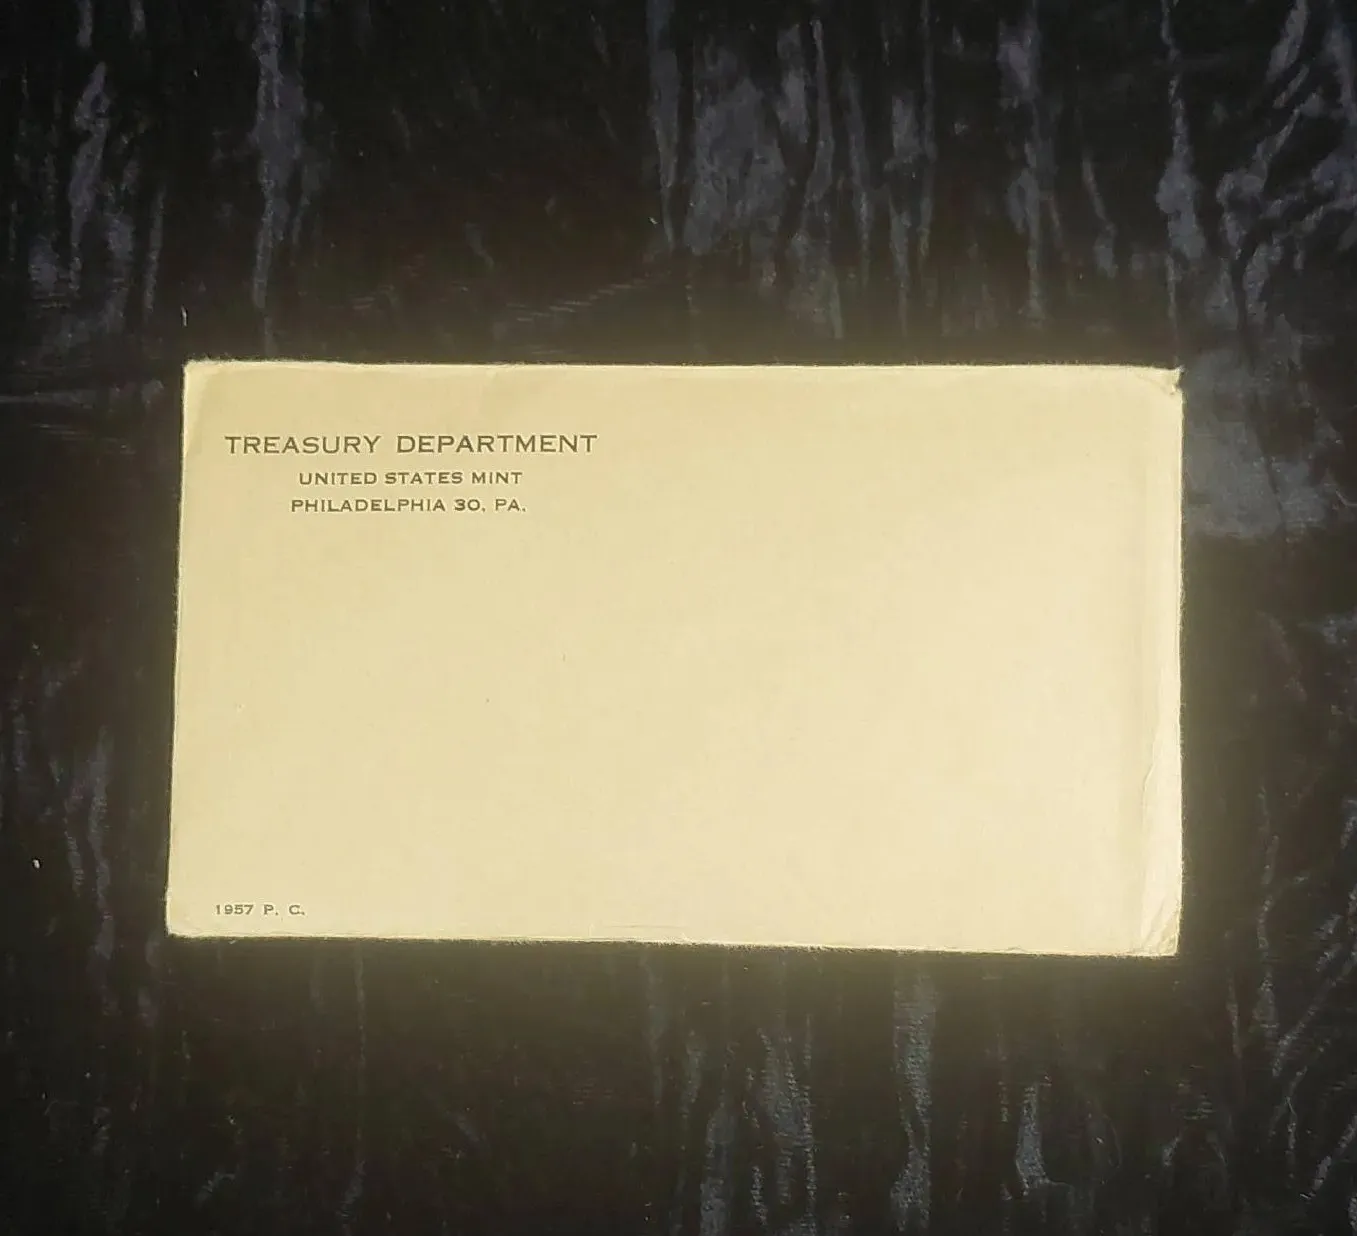 TREASURY DEPARTMENT
UNITED STATES MINT
PHILADELPHIA 30, PA.
1957 P. C.